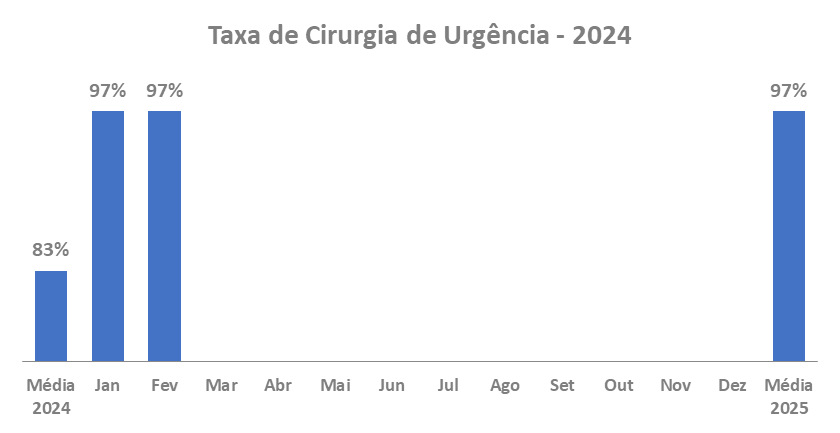 Taxa de Cirurgia de Urgência - 2024
97% 97% 97%
83%
Média Jan Fev Mar Abr Mai Jun Jul Ago Set Out Nov Dez Média
2024 2025